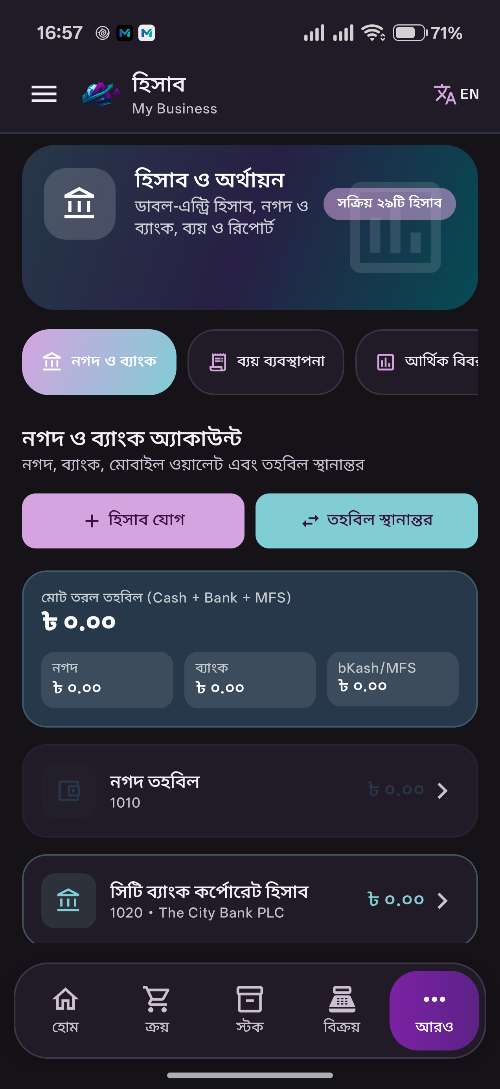 16:57
71%
হিসাব
My Business
EN
হিসাব ও অর্থায়ন
ডাবল-এন্ট্রি হিসাব, নগদ ও
ব্যাংক, ব্যয় ও রিপোর্ট
সক্রিয় ২৯টি হিসাব
নগদ ও ব্যাংক
ব্যয় ব্যবস্থাপনা
আর্থিক বিবর
নগদ ও ব্যাংক অ্যাকাউন্ট
নগদ, ব্যাংক, মোবাইল ওয়ালেট এবং তহবিল স্থানান্তর
+ হিসাব যোগ
তহবিল স্থানান্তর
মোট তরল তহবিল (Cash + Bank + MFS)
৳ ০.০০
নগদ
৳ ০.০০
ব্যাংক
৳ ০.০০
bKash/MFS
৳ ০.০০
নগদ তহবিল
1010
৳ ০.০০
সিটি ব্যাংক কর্পোরেট হিসাব
1020 • The City Bank PLC
৳ ০.০০
হোম
ক্রয়
স্টক
বিক্রয়
আরও